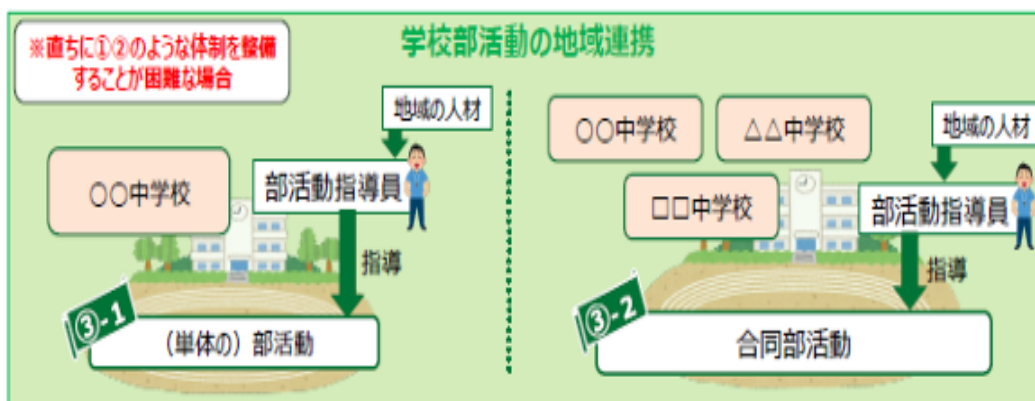 学校部活動の地域連携
※直ちに①②のような体制を整備
することが困難な場合
地域の人材
○○中学校
部活動指導員
指導
③-1
（単体の）部活動
○○中学校
△△中学校
地域の人材
□□中学校
部活動指導員
指導
③-2
合同部活動